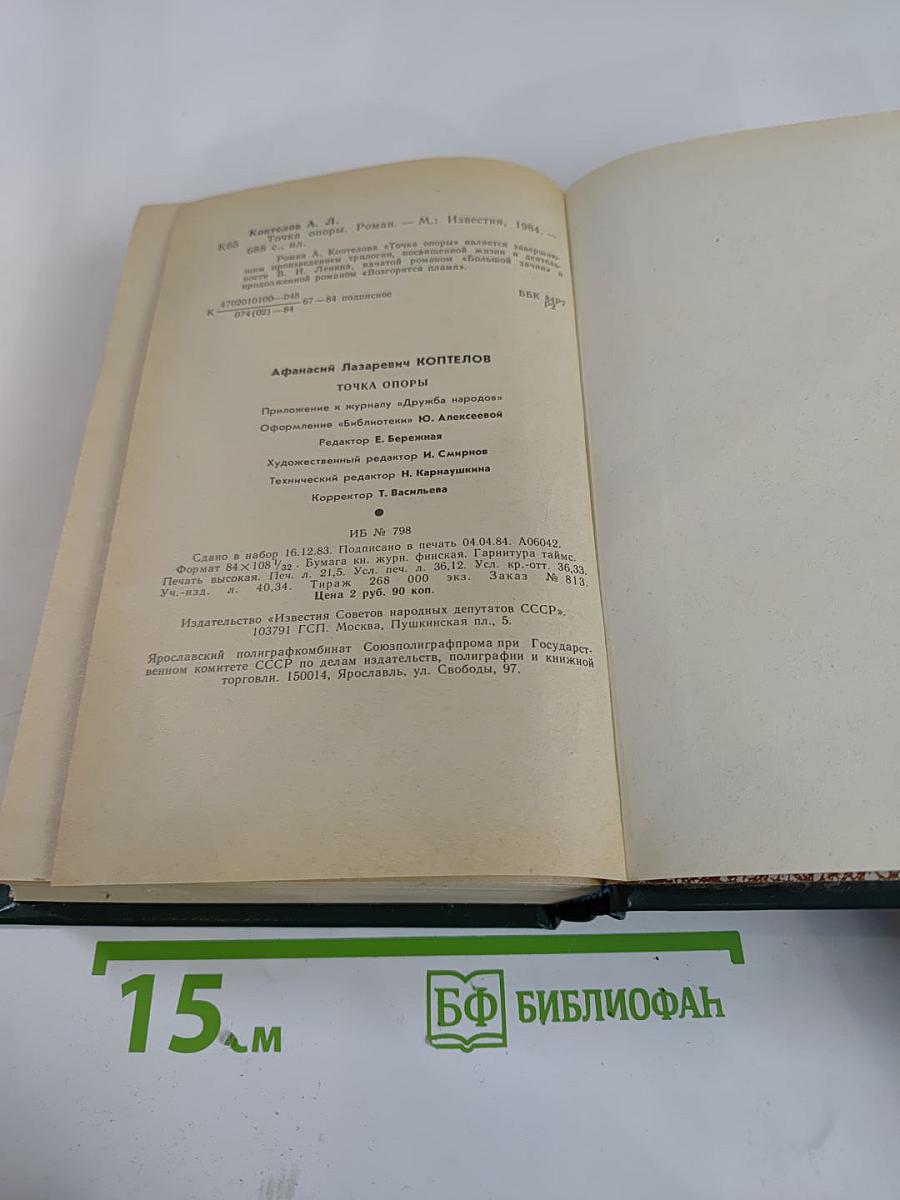 Коптелов А. Л.
К65 Точка опоры. Роман. — М.: Известия, 1984. —
688 с., ил.
Роман А. Коптелова «Точка опоры» является завершаю-
щим произведением трилогии, посвященной жизни и деятель-
ности В. И. Ленина, начатой романом «Большой зачин» и
продолженной романом «Возгорится пламя».
К 4702010100—048
074(02)—84 67—84 подписное
ББК 84Р7
Р2
Афанасий Лазаревич КОПТЕЛОВ
ТОЧКА ОПОРЫ
Приложение к журналу «Дружба народов»
Оформление «Библиотеки» Ю. Алексеевой
Редактор Е. Бережная
Художественный редактор И. Смирнов
Технический редактор Н. Карнаушкина
Корректор Т. Васильева
ИБ № 798
Сдано в набор 16.12.83. Подписано в печать 04.04.84. А06042.
Формат 84×108 1/32. Бумага кн. журн. финская. Гарнитура таймс.
Печать высокая. Печ. л. 21,5. Усл. печ. л. 36,12. Усл. кр.-отт. 36,33.
Уч.-изд. л. 40,34. Тираж 268 000 экз. Заказ № 813.
Цена 2 руб. 90 коп.
Издательство «Известия Советов народных депутатов СССР».
103791 ГСП. Москва, Пушкинская пл., 5.
Ярославский полиграфкомбинат Союзполиграфпрома при Государст-
венном комитете СССР по делам издательств, полиграфии и книжной
торговли. 150014, Ярославль, ул. Свободы, 97.
15 см
БФ БИБЛИОФАН